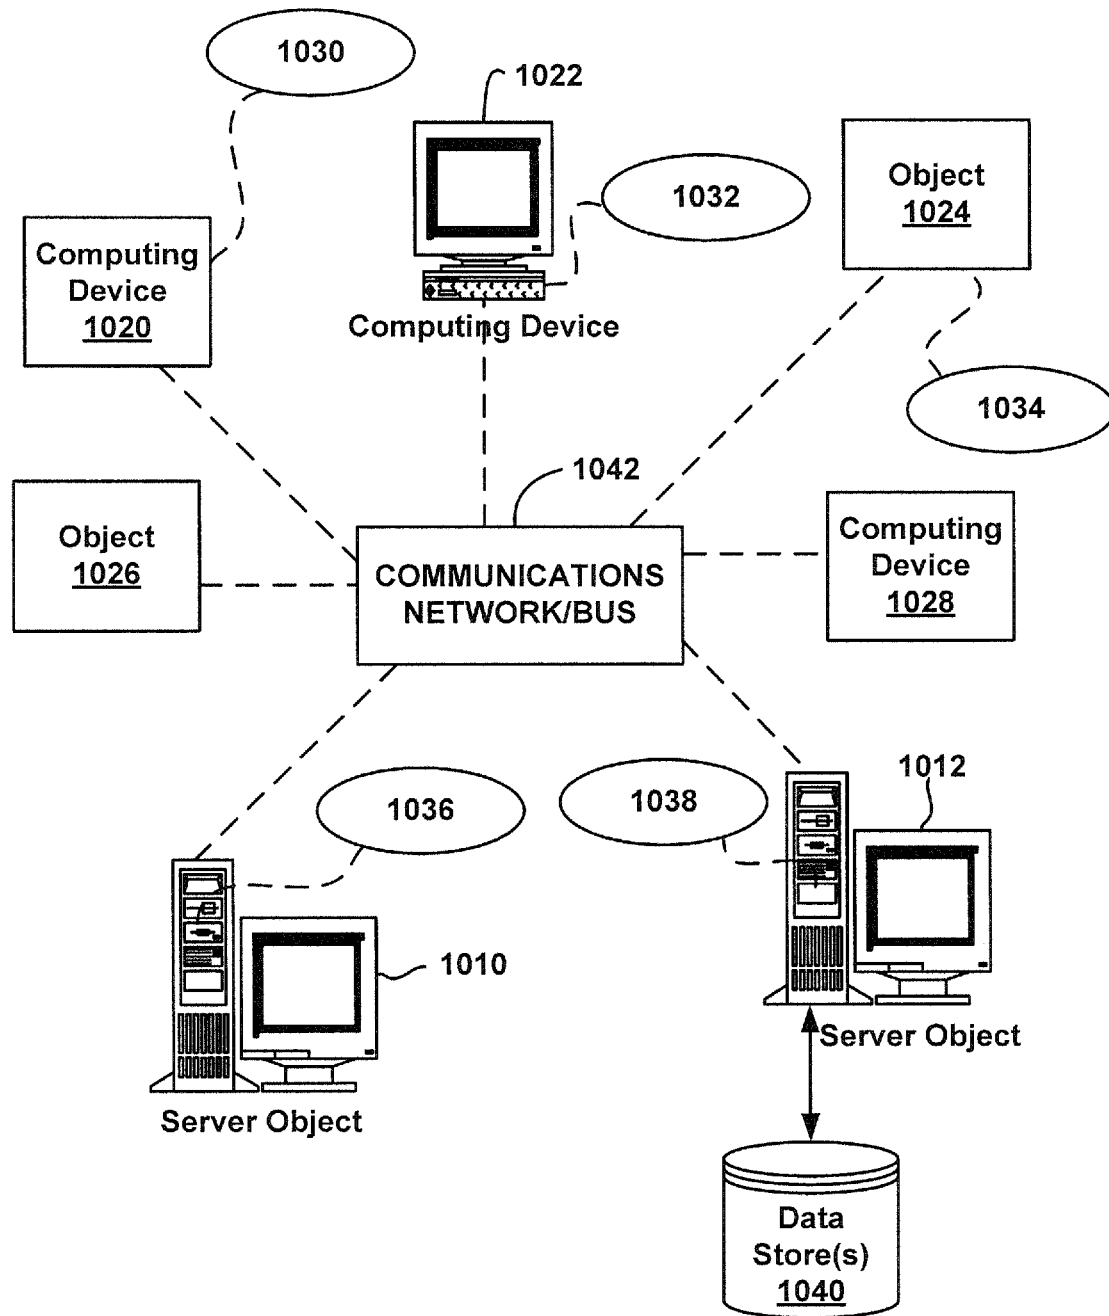 1030
1022
1032
Object
1024
Computing
Device
1020
Computing Device
1034
1042
Object
1026
COMMUNICATIONS
NETWORK/BUS
Computing
Device
1028
1036
1038
1012
1010
Server Object
Server Object
Data
Store(s)
1040